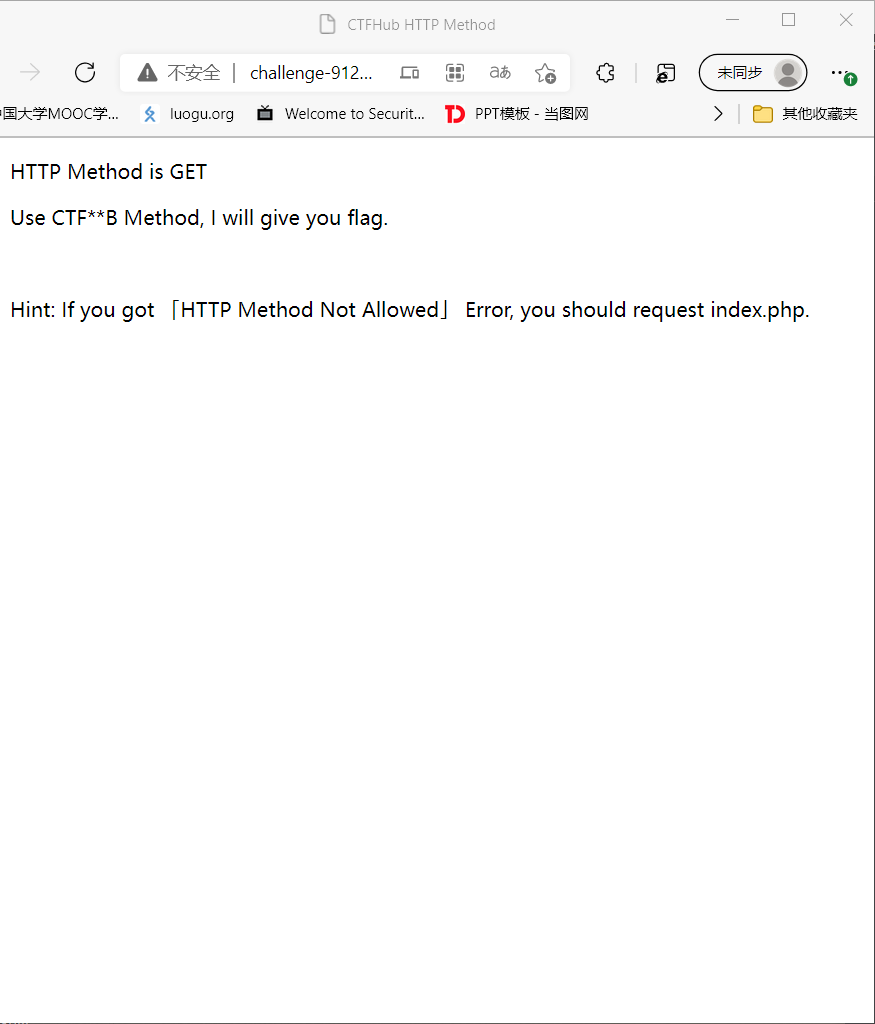 CTFHub HTTP Method
不安全 | challenge-912... aあ 未同步
国大学MOOC学... luogu.org Welcome to Securit... TD PPT模板 - 当图网 其他收藏夹
HTTP Method is GET
Use CTF**B Method, I will give you flag.
Hint: If you got 「HTTP Method Not Allowed」 Error, you should request index.php.